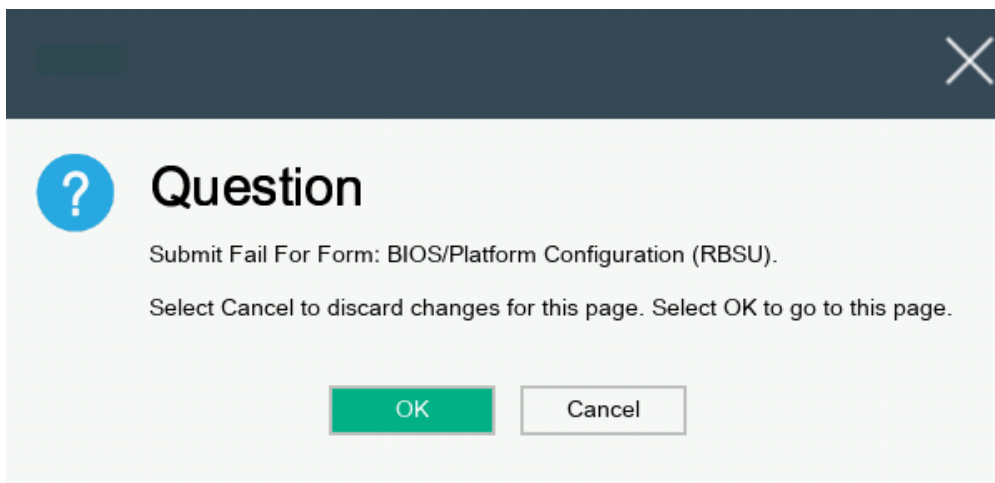 Question
Submit Fail For Form: BIOS/Platform Configuration (RBSU).
Select Cancel to discard changes for this page. Select OK to go to this page.
OK Cancel